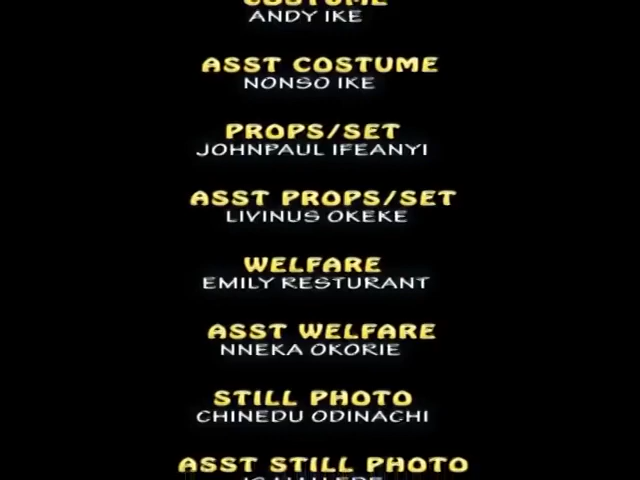 COSTUME
ANDY IKE
ASST COSTUME
NONSO IKE
PROPS/SET
JOHNPAUL IFEANYI
ASST PROPS/SET
LIVINUS OKEKE
WELFARE
EMILY RESTURANT
ASST WELFARE
NNEKA OKORIE
STILL PHOTO
CHINEDU ODINACHI
ASST STILL PHOTO